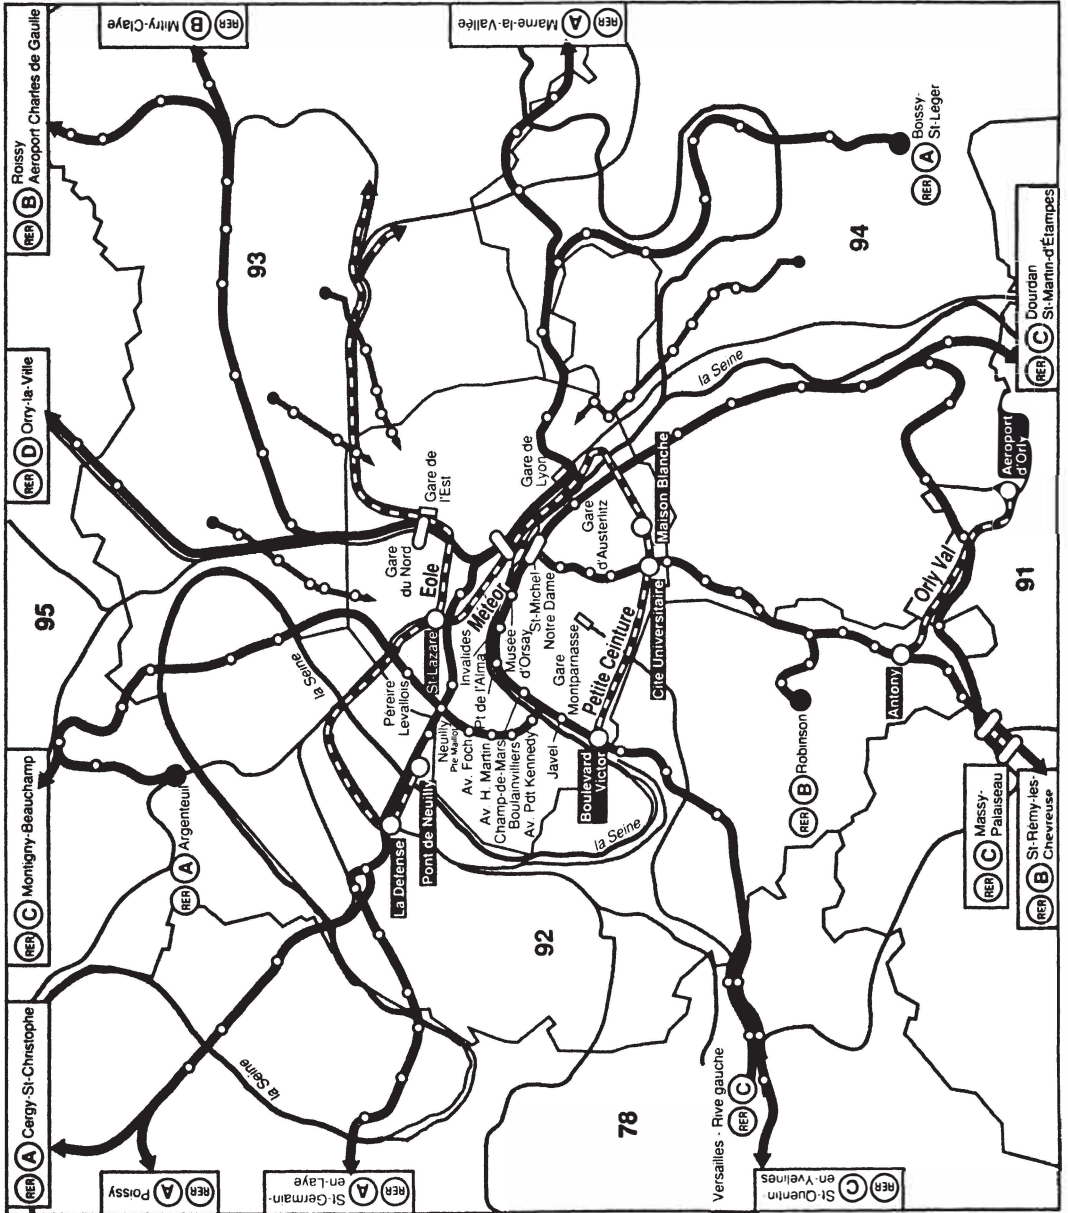 RER A Cergy-St-Christophe
RER C Montigny-Beauchamp
RER D Orry-la-Ville
RER B Roissy
Aeroport Charles de Gaulle
RER B Mitry-Claye
RER A Marne-la-Vallée
RER A Poissy
RER A St-Germain-
en-Laye
RER C St-Quentin
en-Yvelines
Versailles - Rive gauche
RER C
RER C Massy-
Palaiseau
RER B St-Rémy-les-
Chevreuse
RER C Dourdan
St-Martin-d'Étampes
RER A Boissy-
St-Léger
RER A Argenteuil
RER B Robinson
95
93
94
91
92
78
la Seine
la Seine
la Seine
la Seine
La Defense
Pont de Neuilly
Péreire
Levallois
Neuilly
Pte Maillot
Av. Foch
Av. H. Martin
Boulainvilliers
Av. Pdt Kennedy
Champ-de-Mars
Javel
Pt de l'Alma
Invalides
Musée
d'Orsay
St-Michel
Notre Dame
St-Lazare
Eole
Météor
Gare
du Nord
Gare de
l'Est
Gare de
Lyon
Gare
d'Austerlitz
Gare
Montparnasse
Petite Ceinture
Boulevard
Victor
Cité Universitaire
Maison Blanche
Antony
Orly Val
Aeroport
d'Orly